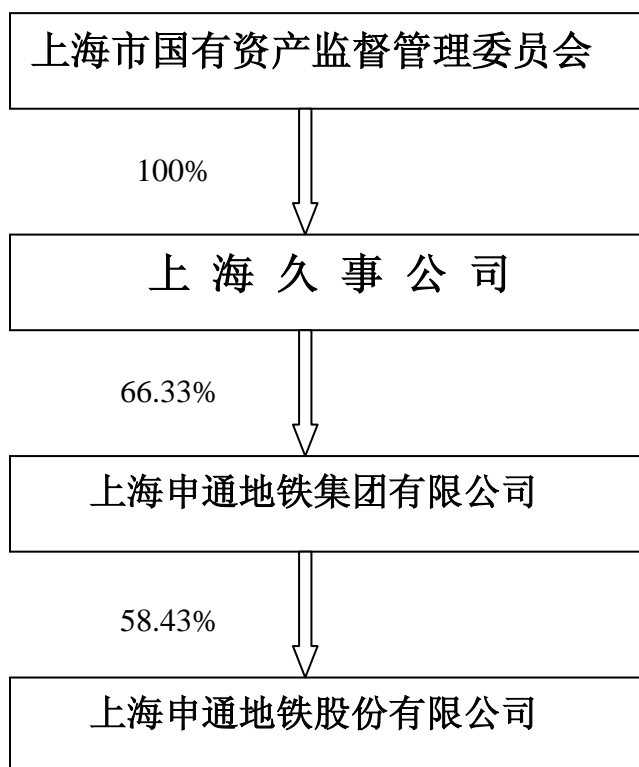 上海市国有资产监督管理委员会
100%
上海久事公司
66.33%
上海申通地铁集团有限公司
58.43%
上海申通地铁股份有限公司